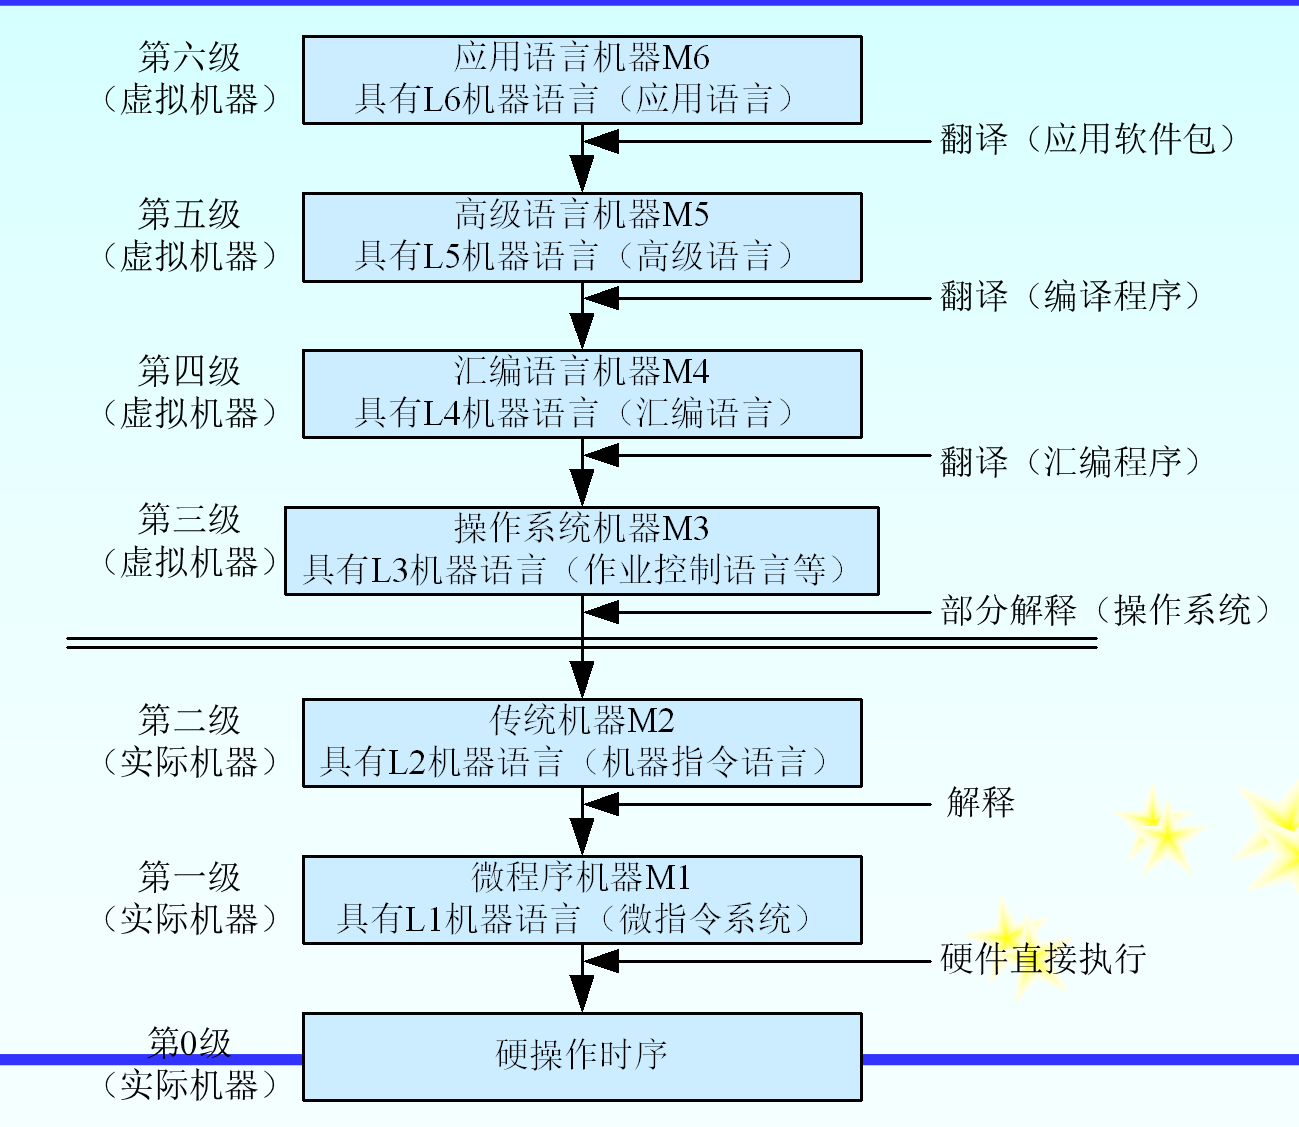 第六级
(虚拟机器)
应用语言机器M6
具有L6机器语言(应用语言)
翻译(应用软件包)
第五级
(虚拟机器)
高级语言机器M5
具有L5机器语言(高级语言)
翻译(编译程序)
第四级
(虚拟机器)
汇编语言机器M4
具有L4机器语言(汇编语言)
翻译(汇编程序)
第三级
(虚拟机器)
操作系统机器M3
具有L3机器语言(作业控制语言等)
部分解释(操作系统)
第二级
(实际机器)
传统机器M2
具有L2机器语言(机器指令语言)
解释
第一级
(实际机器)
微程序机器M1
具有L1机器语言(微指令系统)
硬件直接执行
第0级
(实际机器)
硬操作时序